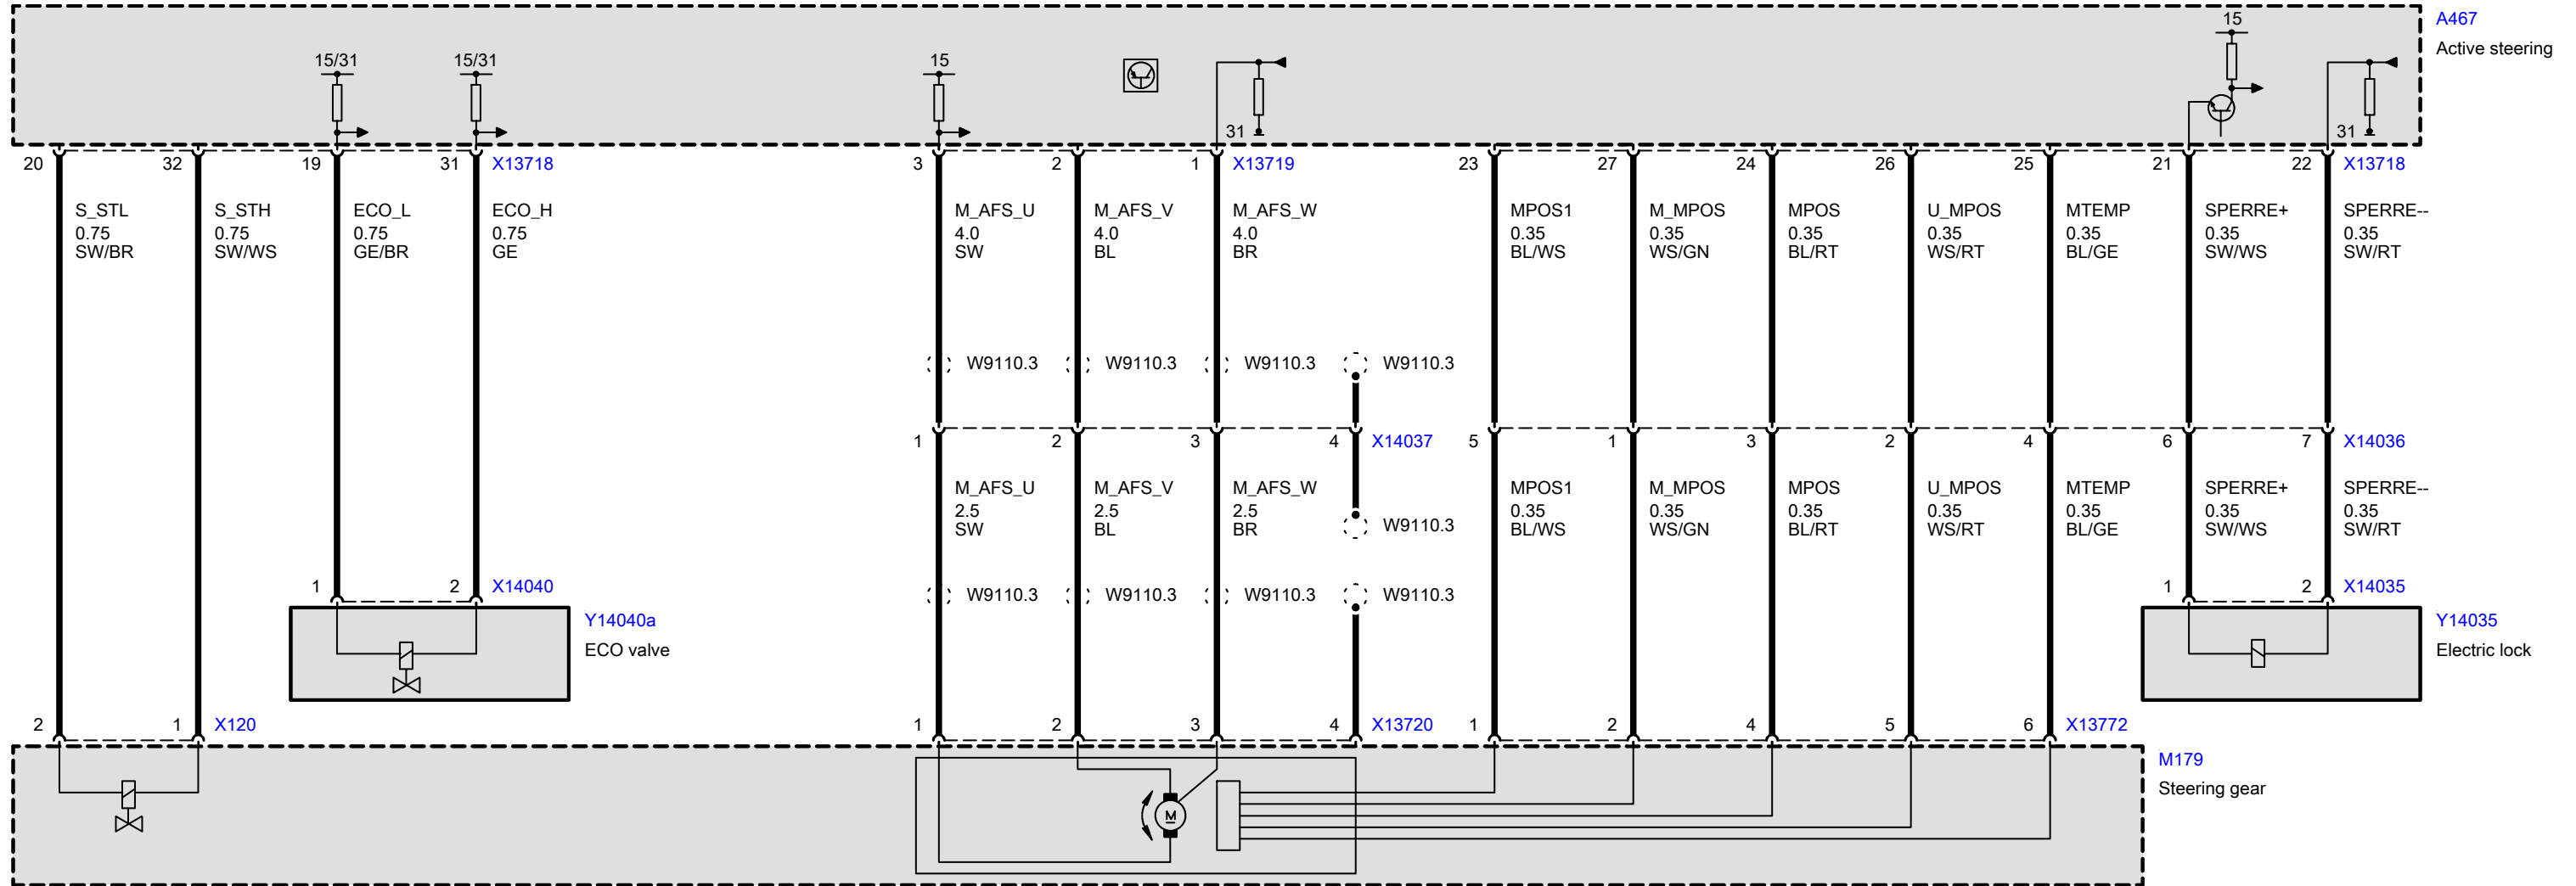 15
A467
Active steering
15/31
15/31
15
31
31
20
32
19
31
X13718
3
2
1
X13719
23
27
24
26
25
21
22
X13718
S_STL
0.75
SW/BR
S_STH
0.75
SW/WS
ECO_L
0.75
GE/BR
ECO_H
0.75
GE
M_AFS_U
4.0
SW
M_AFS_V
4.0
BL
M_AFS_W
4.0
BR
MPOS1
0.35
BL/WS
M_MPOS
0.35
WS/GN
MPOS
0.35
BL/RT
U_MPOS
0.35
WS/RT
MTEMP
0.35
BL/GE
SPERRE+
0.35
SW/WS
SPERRE--
0.35
SW/RT
W9110.3
W9110.3
W9110.3
W9110.3
1
2
3
4
X14037
5
1
3
2
4
6
7
X14036
M_AFS_U
2.5
SW
M_AFS_V
2.5
BL
M_AFS_W
2.5
BR
W9110.3
MPOS1
0.35
BL/WS
M_MPOS
0.35
WS/GN
MPOS
0.35
BL/RT
U_MPOS
0.35
WS/RT
MTEMP
0.35
BL/GE
SPERRE+
0.35
SW/WS
SPERRE--
0.35
SW/RT
1
2
X14040
W9110.3
W9110.3
W9110.3
W9110.3
1
2
X14035
Y14040a
ECO valve
Y14035
Electric lock
2
1
X120
1
2
3
4
X13720
1
2
4
5
6
X13772
M179
Steering gear
M